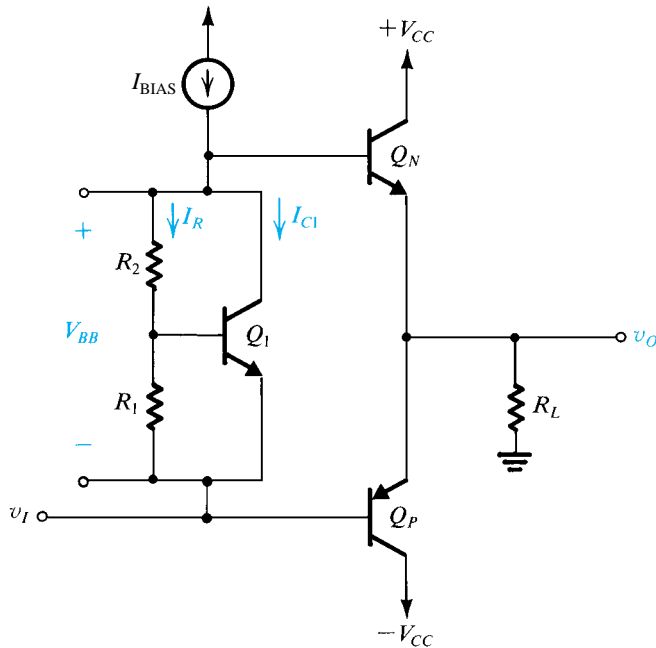 +V_CC
I_BIAS
Q_N
+
I_R
I_C1
R_2
V_BB
Q_1
v_O
R_1
R_L
−
v_I
Q_P
−V_CC